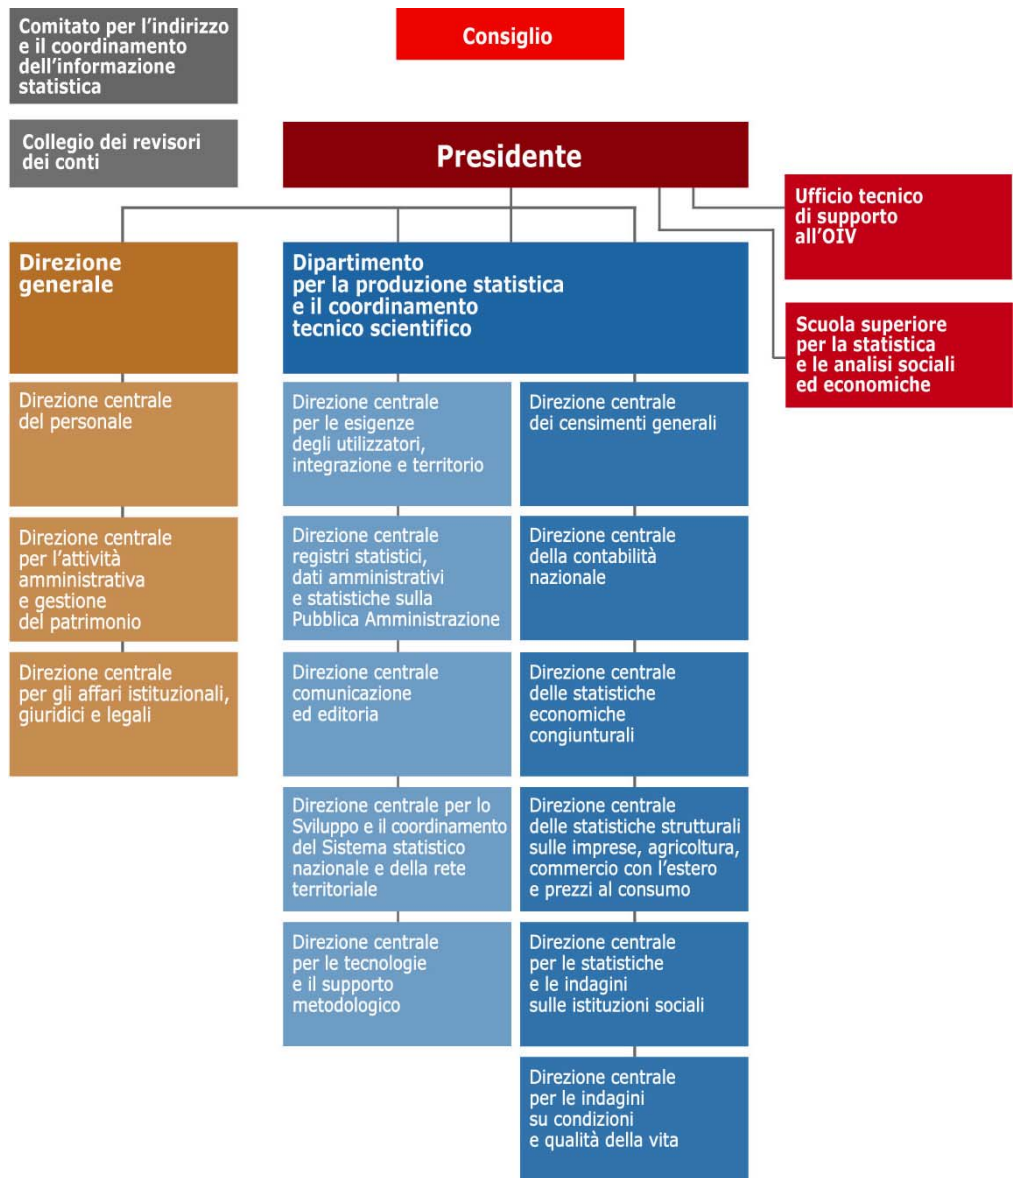 Comitato per l'indirizzo
e il coordinamento
dell'informazione
statistica
Consiglio
Collegio dei revisori
dei conti
Presidente
Ufficio tecnico
di supporto
all'OIV
Scuola superiore
per la statistica
e le analisi sociali
ed economiche
Direzione
generale
Direzione centrale
del personale
Direzione centrale
per l'attività
amministrativa
e gestione
del patrimonio
Direzione centrale
per gli affari istituzionali,
giuridici e legali
Dipartimento
per la produzione statistica
e il coordinamento
tecnico scientifico
Direzione centrale
per le esigenze
degli utilizzatori,
integrazione e territorio
Direzione centrale
registri statistici,
dati amministrativi
e statistiche sulla
Pubblica Amministrazione
Direzione centrale
comunicazione
ed editoria
Direzione centrale per lo
Sviluppo e il coordinamento
del Sistema statistico
nazionale e della rete
territoriale
Direzione centrale
per le tecnologie
e il supporto
metodologico
Direzione centrale
dei censimenti generali
Direzione centrale
della contabilità
nazionale
Direzione centrale
delle statistiche
economiche
congiunturali
Direzione centrale
delle statistiche strutturali
sulle imprese, agricoltura,
commercio con l'estero
e prezzi al consumo
Direzione centrale
per le statistiche
e le indagini
sulle istituzioni sociali
Direzione centrale
per le indagini
su condizioni
e qualità della vita